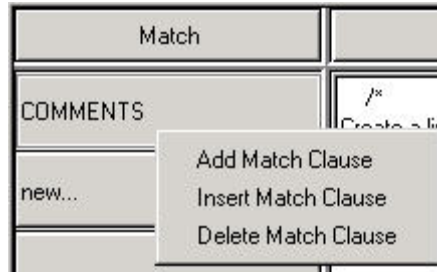 Match
COMMENTS
/*
Create a li
Add Match Clause
new...
Insert Match Clause
Delete Match Clause